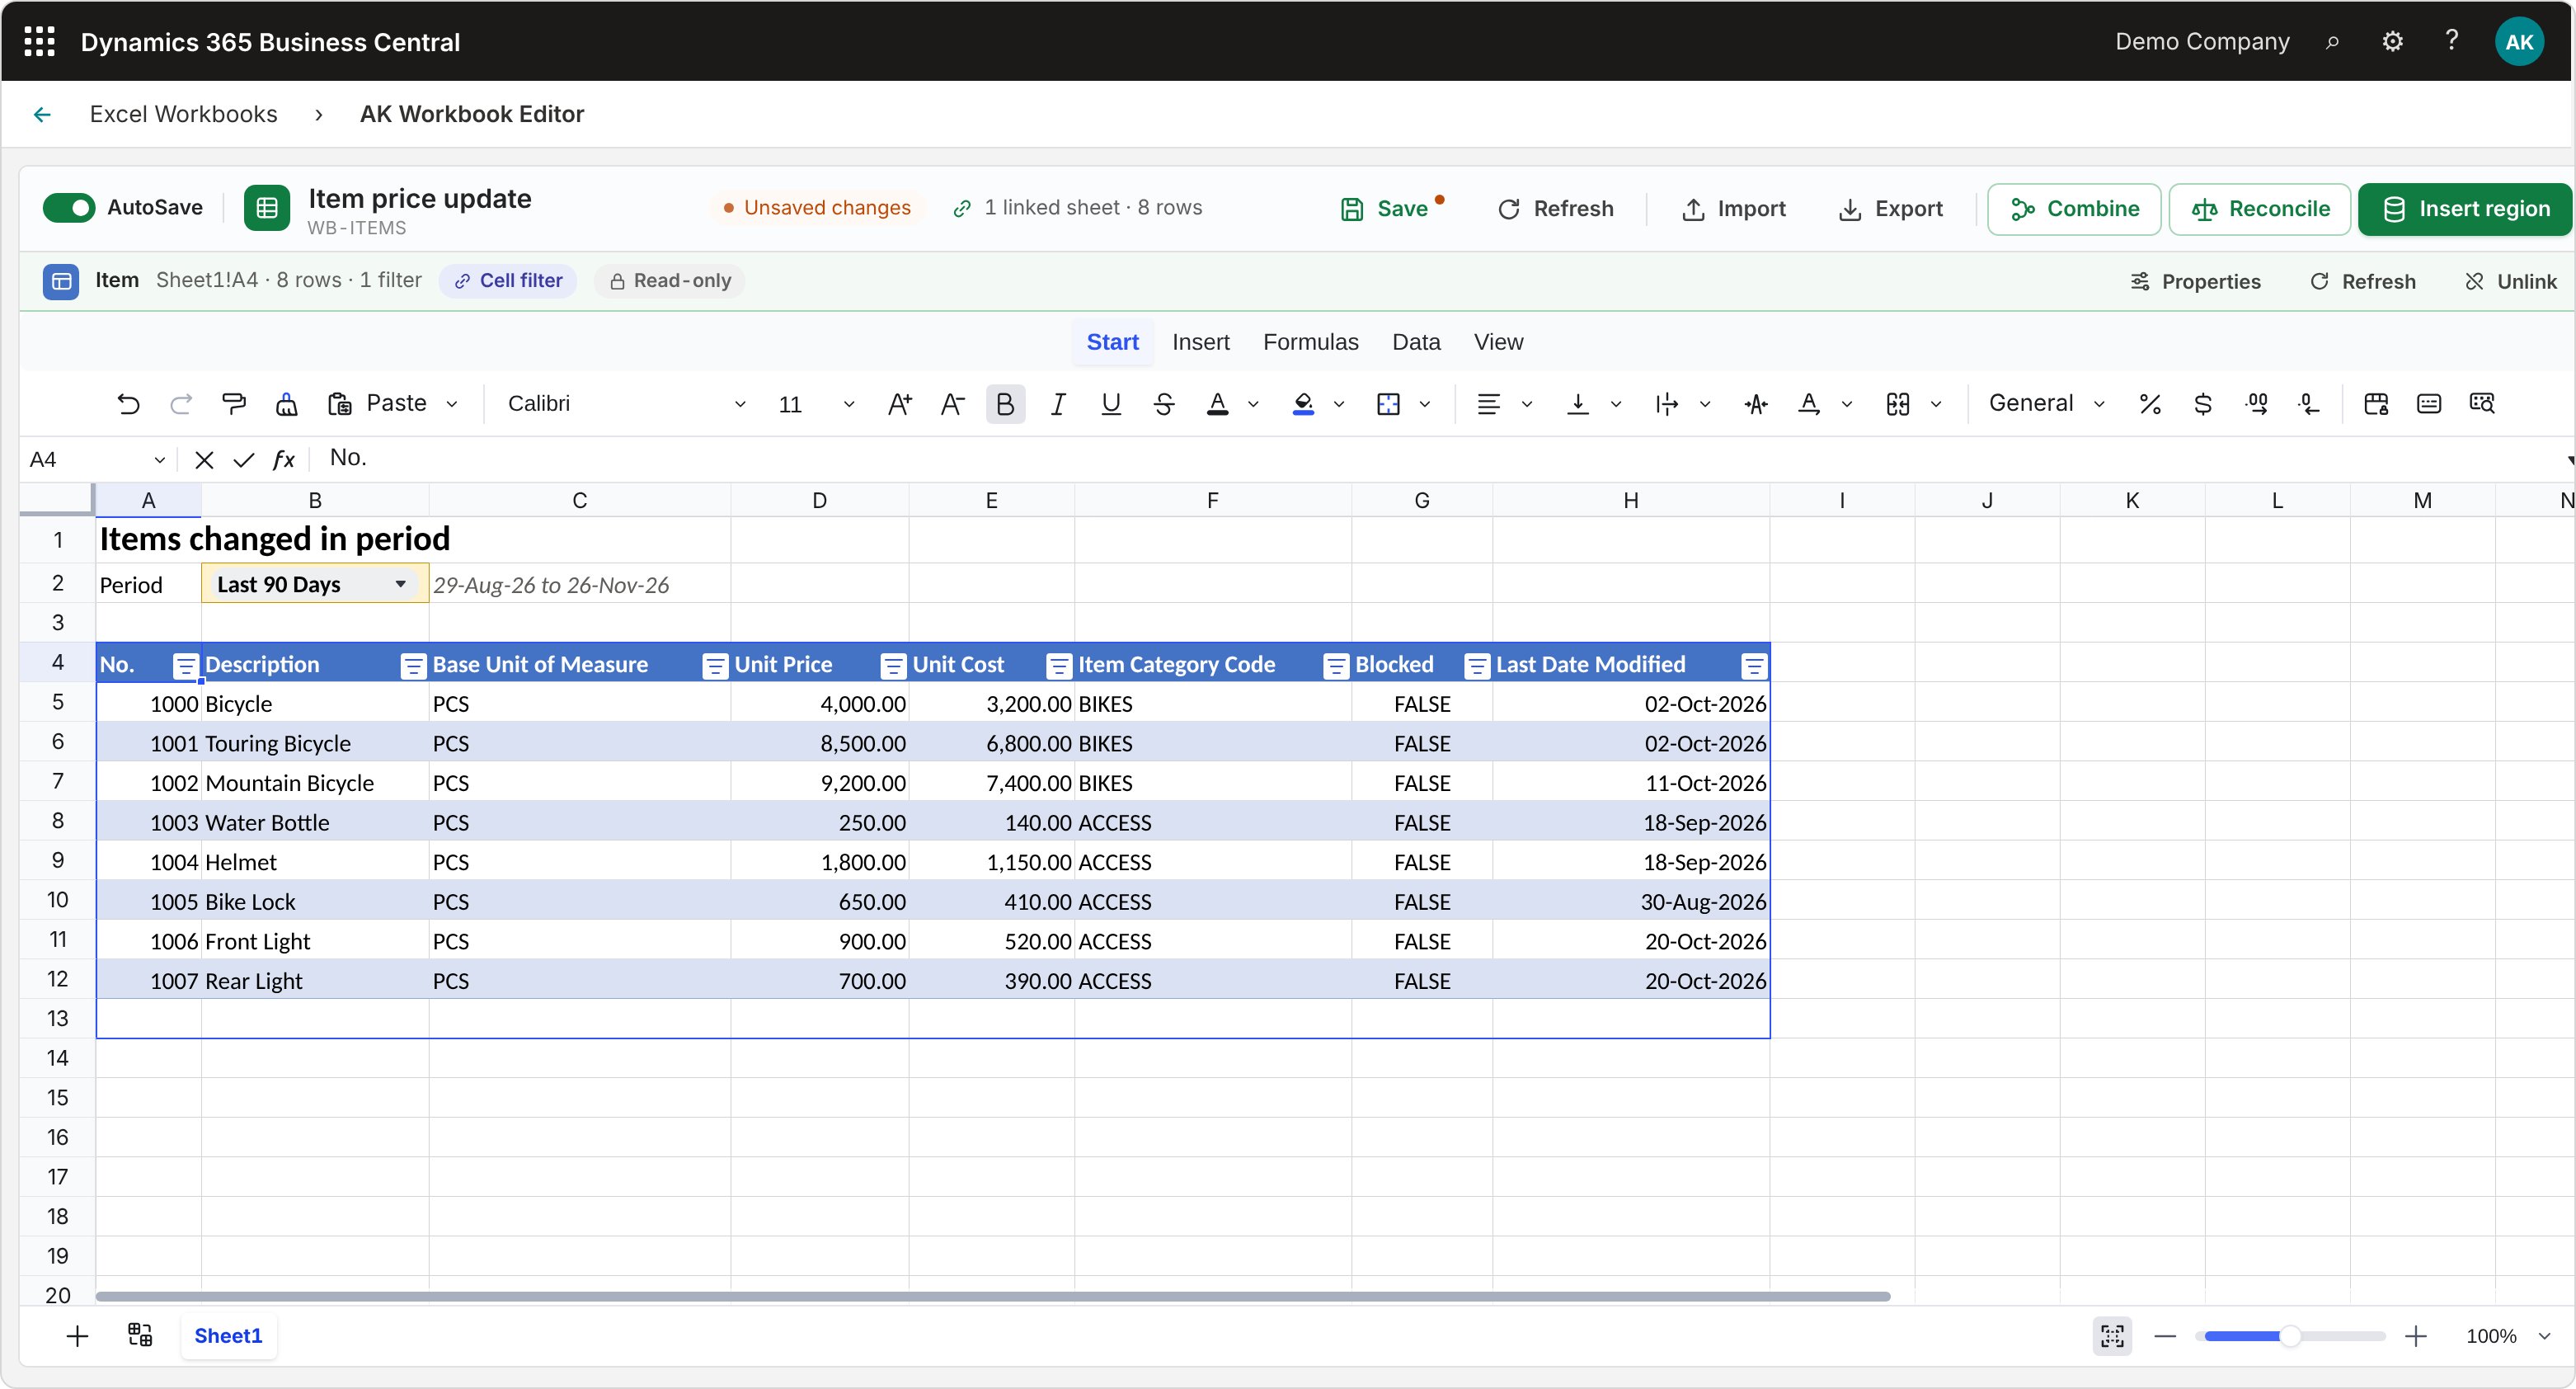 Dynamics 365 Business Central
Demo Company
?
AK
Excel Workbooks › AK Workbook Editor
AutoSave
Item price update
WB-ITEMS
Unsaved changes
1 linked sheet · 8 rows
Save
Refresh
Import
Export
Combine
Reconcile
Insert region
Item
Sheet1!A4 · 8 rows · 1 filter
Cell filter
Read-only
Properties
Refresh
Unlink
Start Insert Formulas Data View
Paste
Calibri
11
General
A4
fx
No.
A B C D E F G H I J K L M N
1 Items changed in period
2 Period Last 90 Days 29-Aug-26 to 26-Nov-26
3
4 No. Description Base Unit of Measure Unit Price Unit Cost Item Category Code Blocked Last Date Modified
5 1000 Bicycle PCS 4,000.00 3,200.00 BIKES FALSE 02-Oct-2026
6 1001 Touring Bicycle PCS 8,500.00 6,800.00 BIKES FALSE 02-Oct-2026
7 1002 Mountain Bicycle PCS 9,200.00 7,400.00 BIKES FALSE 11-Oct-2026
8 1003 Water Bottle PCS 250.00 140.00 ACCESS FALSE 18-Sep-2026
9 1004 Helmet PCS 1,800.00 1,150.00 ACCESS FALSE 18-Sep-2026
10 1005 Bike Lock PCS 650.00 410.00 ACCESS FALSE 30-Aug-2026
11 1006 Front Light PCS 900.00 520.00 ACCESS FALSE 20-Oct-2026
12 1007 Rear Light PCS 700.00 390.00 ACCESS FALSE 20-Oct-2026
13
14
15
16
17
18
19
20
Sheet1
100%